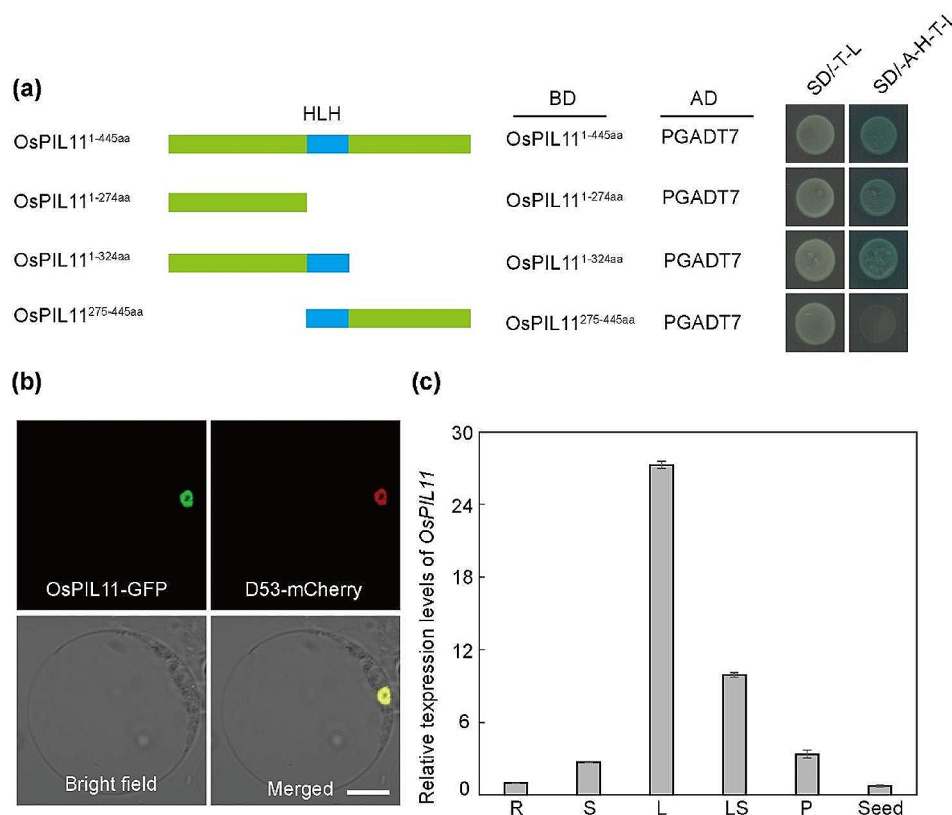 (a)
HLH
BD
AD
SD/-T-L
SD/-A-H-T-L
OsPIL11 1-445aa
OsPIL11 1-445aa
PGADT7
OsPIL11 1-274aa
OsPIL11 1-274aa
PGADT7
OsPIL11 1-324aa
OsPIL11 1-324aa
PGADT7
OsPIL11 275-445aa
OsPIL11 275-445aa
PGADT7
(b)
OsPIL11-GFP
D53-mCherry
Bright field
Merged
(c)
Relative texpression levels of OsPIL11
30
24
18
12
6
0
R
S
L
LS
P
Seed